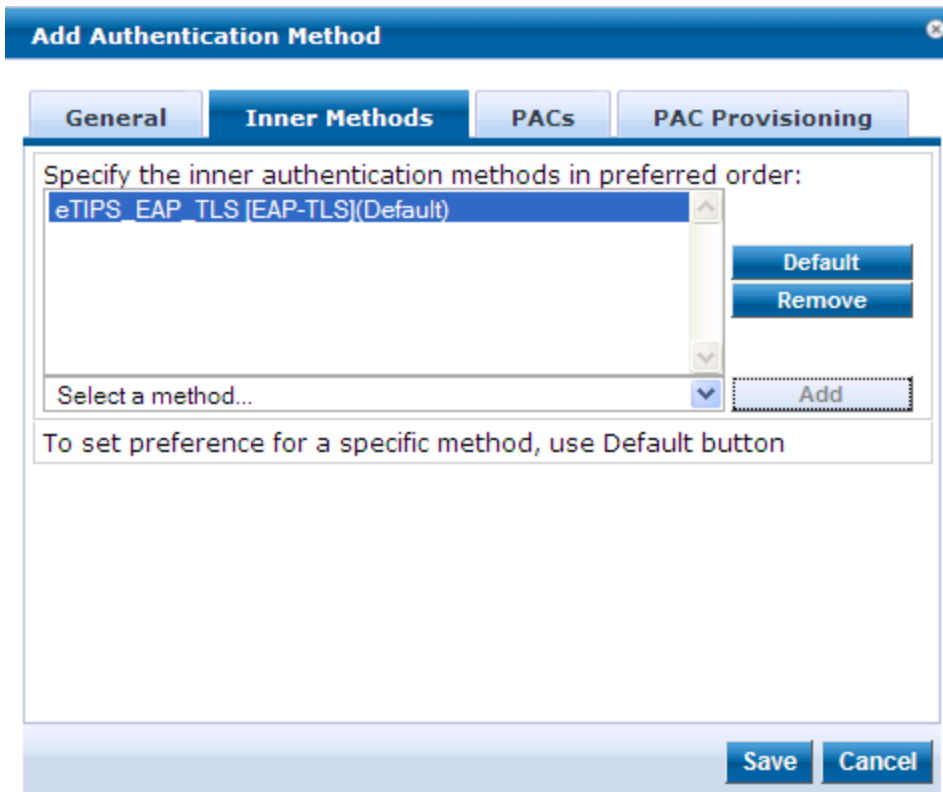 Add Authentication Method
General
Inner Methods
PACs
PAC Provisioning
Specify the inner authentication methods in preferred order:
eTIPS_EAP_TLS [EAP-TLS](Default)
Default
Remove
Select a method...
Add
To set preference for a specific method, use Default button
Save
Cancel